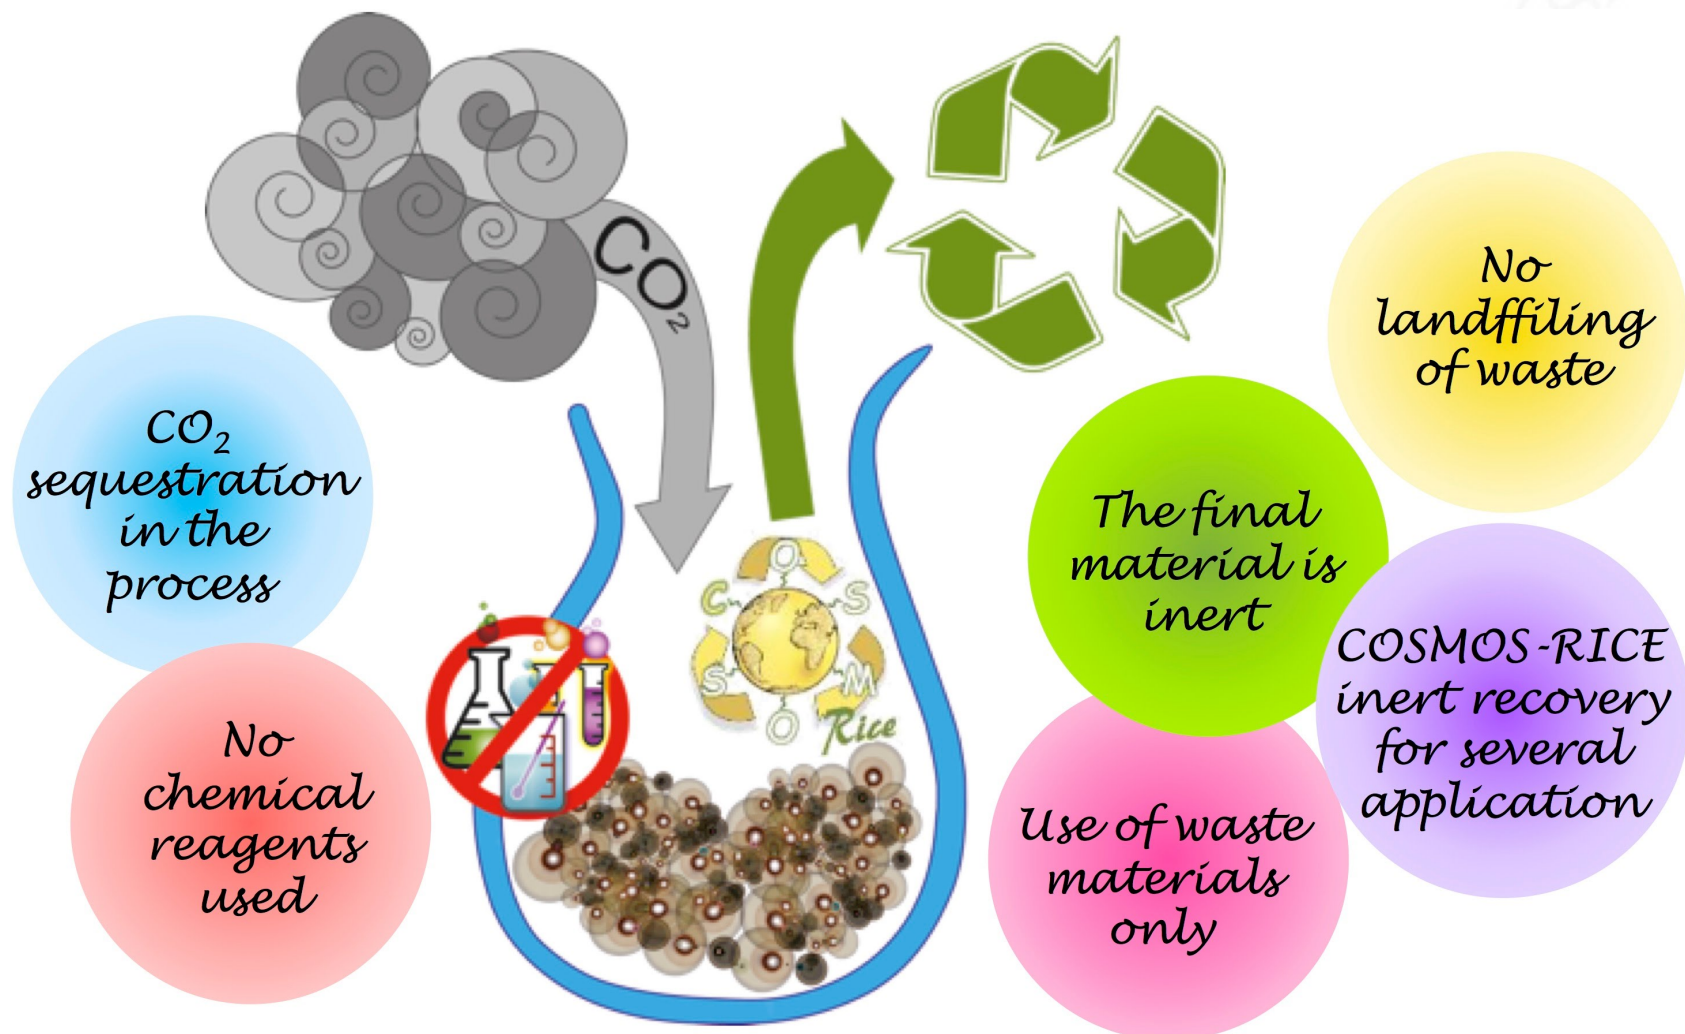 CO₂
CO₂
sequestration
in the
process
No
chemical
reagents
used
C O S
S M
O
Rice
The final
material is
inert
Use of waste
materials
only
No
landffiling
of waste
COSMOS-RICE
inert recovery
for several
application